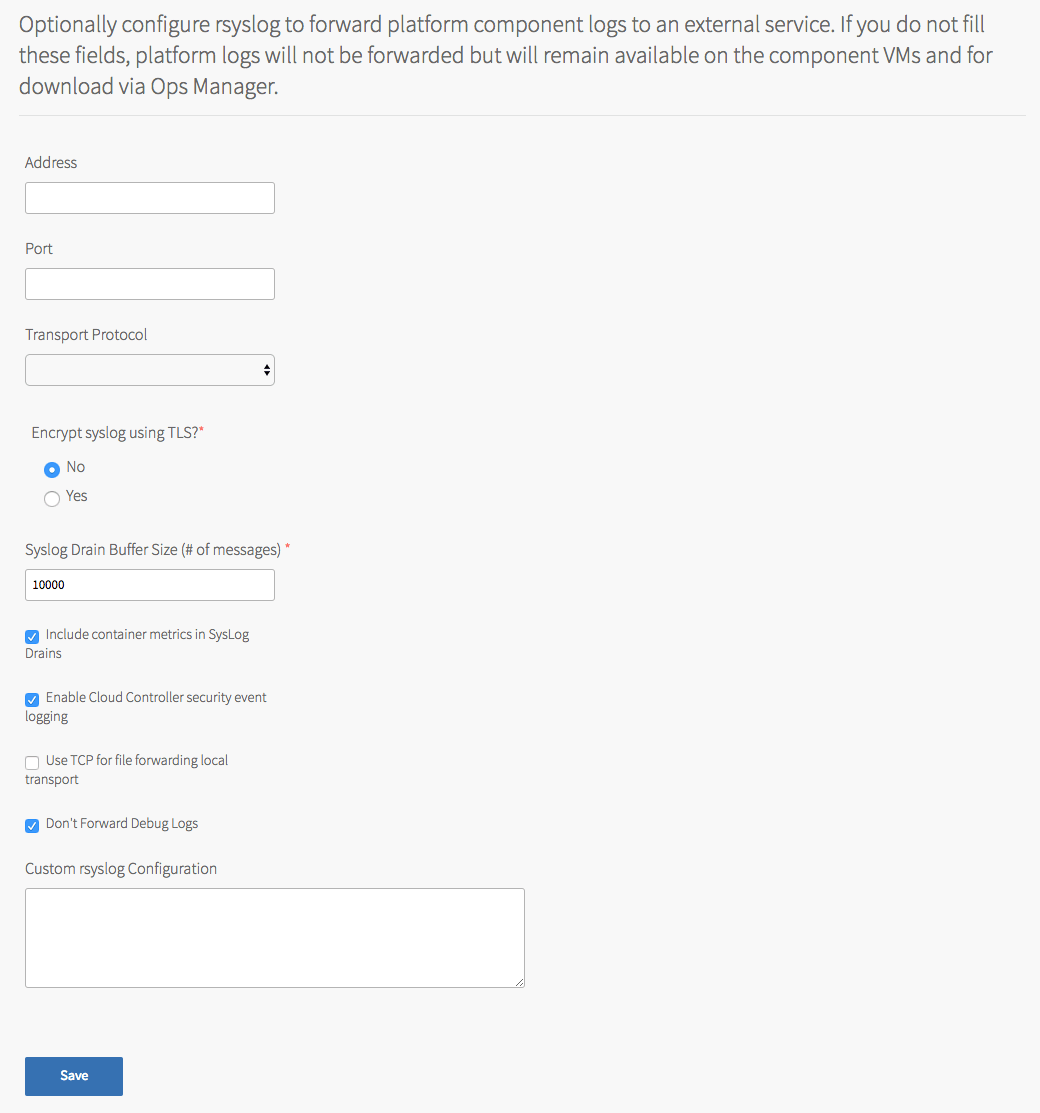 Optionally configure rsyslog to forward platform component logs to an external service. If you do not fill
these fields, platform logs will not be forwarded but will remain available on the component VMs and for
download via Ops Manager.
Address
Port
Transport Protocol
Encrypt syslog using TLS?*
No
Yes
Syslog Drain Buffer Size (# of messages) *
10000
Include container metrics in SysLog
Drains
Enable Cloud Controller security event
logging
Use TCP for file forwarding local
transport
Don't Forward Debug Logs
Custom rsyslog Configuration
Save